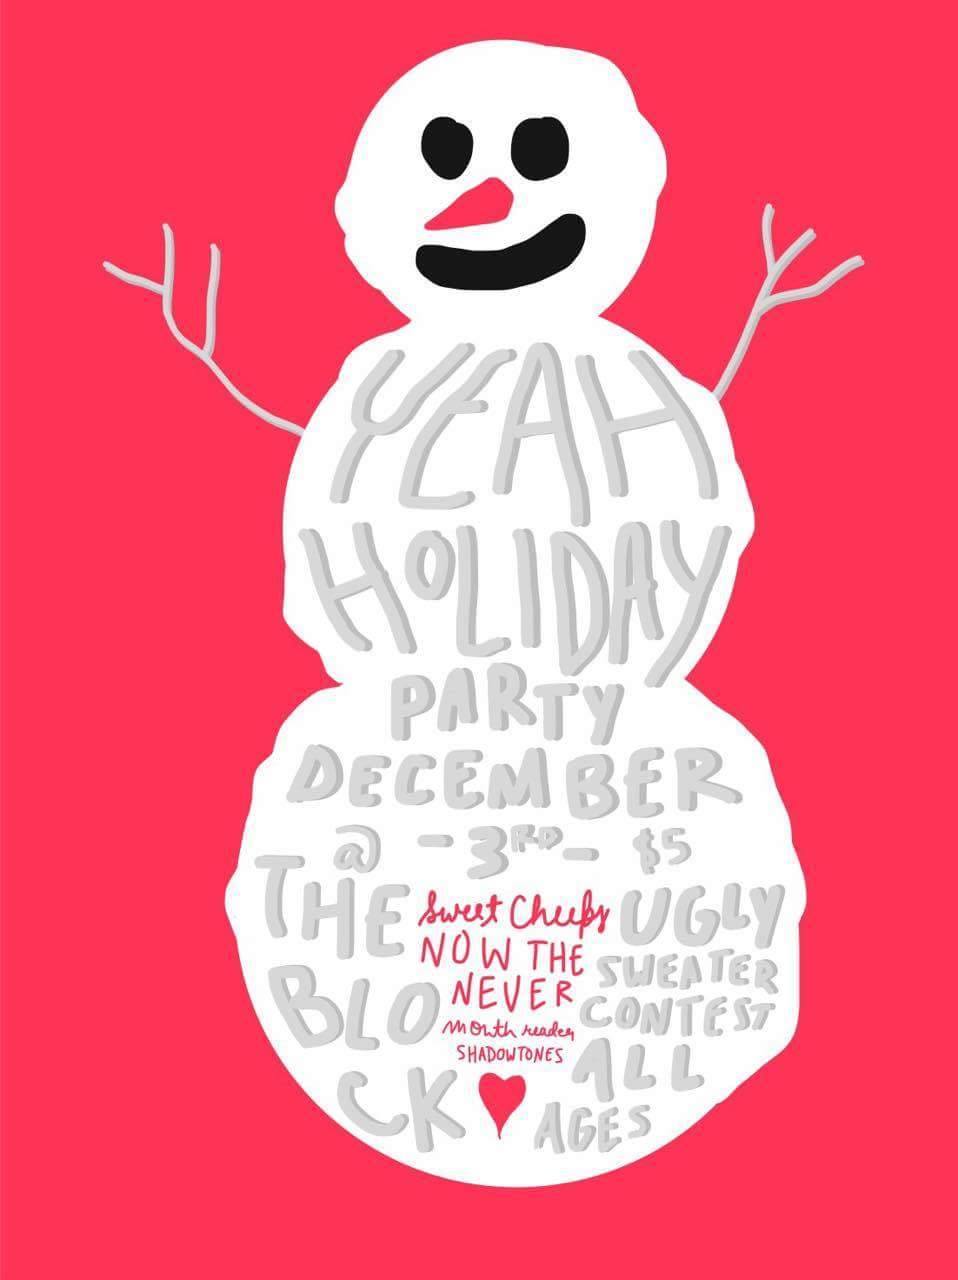 YEAH
HOLIDAY
PARTY
DECEMBER
@ - 3RD - $5
THE
BLO
CK
Sweet Cheeks
NOW THE
NEVER
mouth reader
SHADOWTONES
UGLY
SWEATER
CONTEST
ALL
AGES